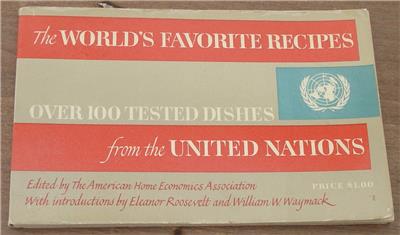 The WORLD'S FAVORITE RECIPES
OVER 100 TESTED DISHES
from the UNITED NATIONS
Edited by The American Home Economics Association
PRICE $1.00
With introductions by Eleanor Roosevelt and William W. Waymack